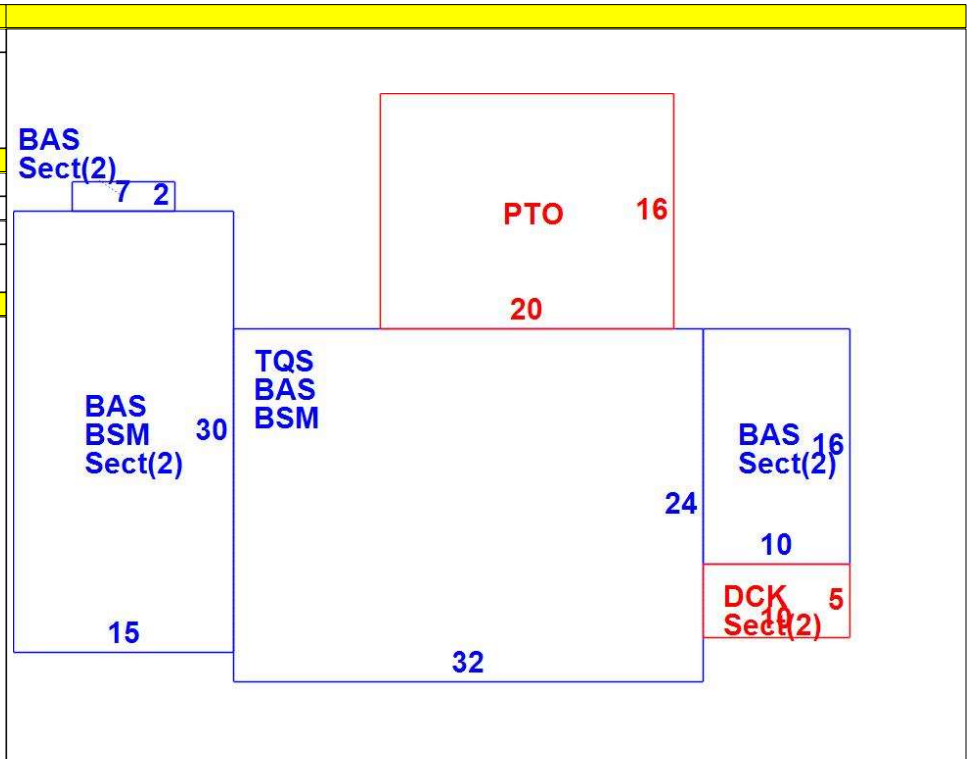 BAS
Sect(2)
7
2
PTO
16
20
TQS
BAS
BSM
BAS
BSM
Sect(2)
30
BAS
Sect(2)
16
24
10
DCK
Sect(2)
5
10
15
32